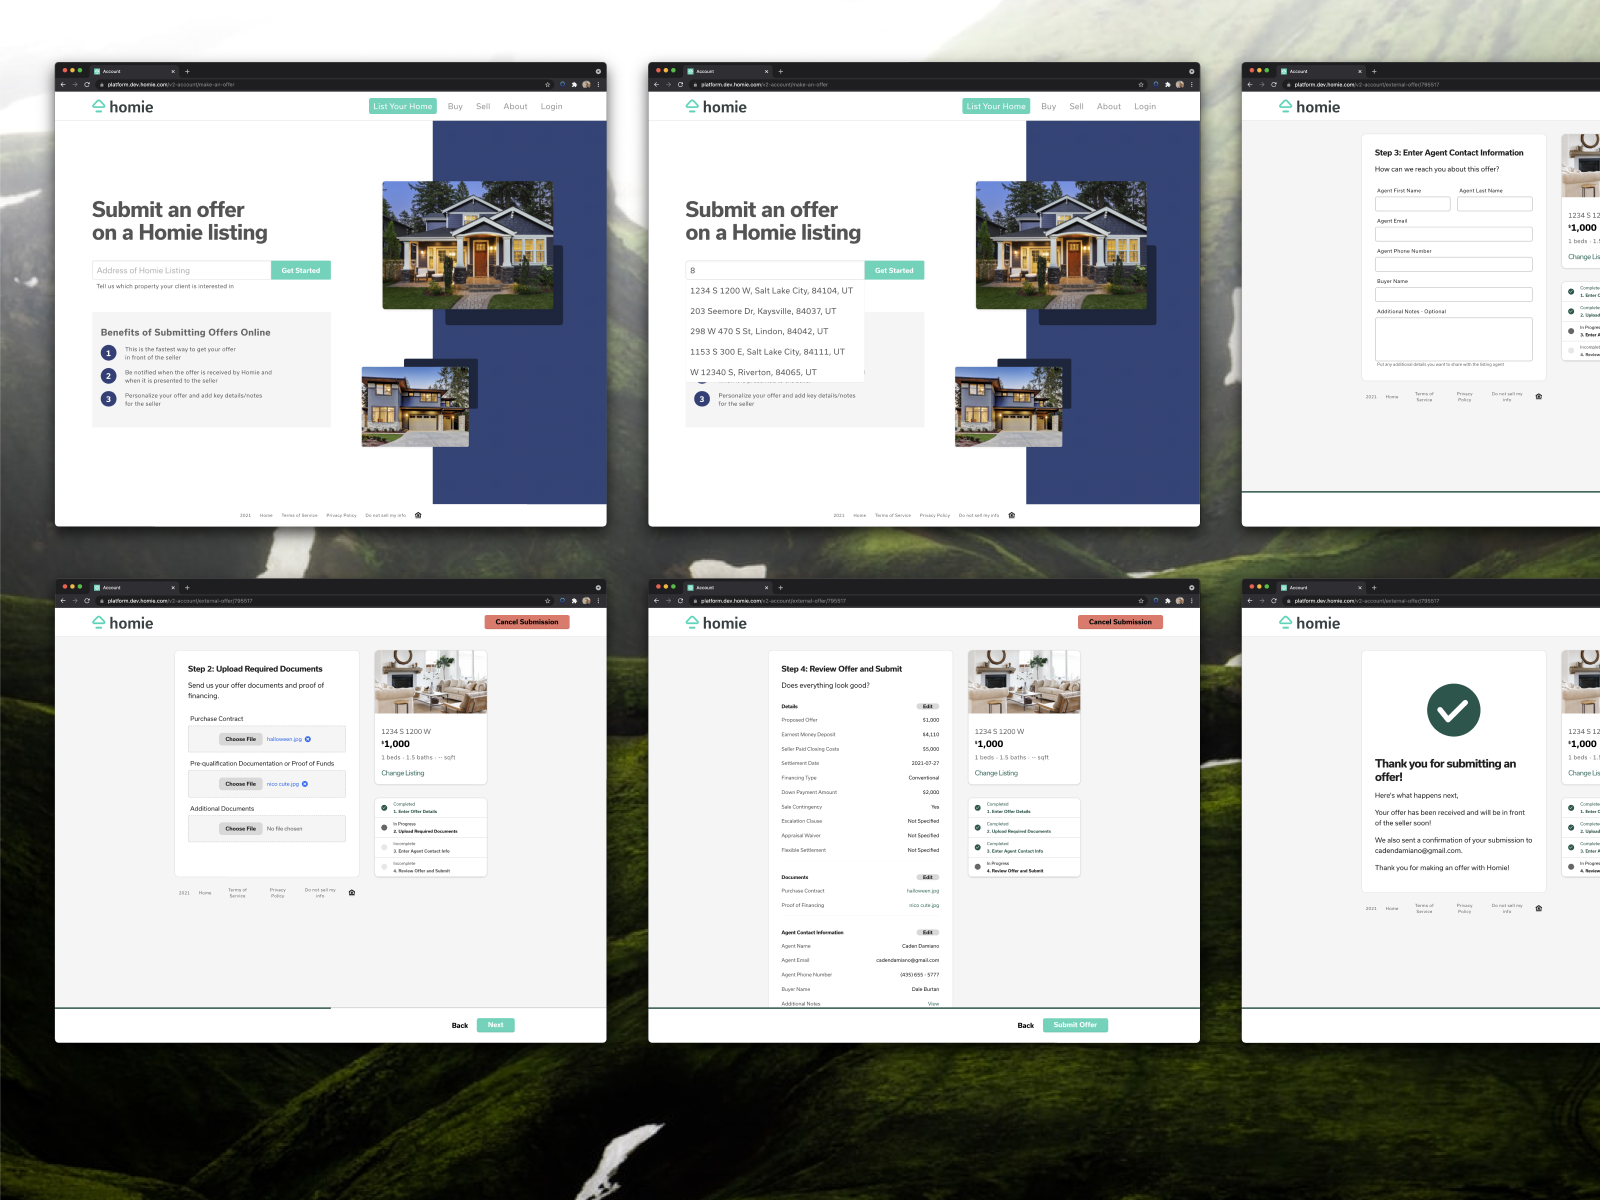 Account
platform.dev.homie.com/v2-account/make-an-offer
homie
List Your Home
Buy
Sell
About
Login
Submit an offer
on a Homie listing
Address of Homie Listing
Get Started
Tell us which property your client is interested in
Benefits of Submitting Offers Online
1
This is the fastest way to get your offer
in front of the seller
2
Be notified when the offer is received by Homie and
when it is presented to the seller
3
Personalize your offer and add key details/notes
for the seller
2021
Home
Terms of Service
Privacy Policy
Do not sell my info
Account
platform.dev.homie.com/v2-account/make-an-offer
homie
List Your Home
Buy
Sell
About
Login
Submit an offer
on a Homie listing
8
Get Started
1234 S 1200 W, Salt Lake City, 84104, UT
203 Seemore Dr, Kaysville, 84037, UT
298 W 470 S St, Lindon, 84042, UT
1153 S 300 E, Salt Lake City, 84111, UT
W 12340 S, Riverton, 84065, UT
3
Personalize your offer and add key details/notes
for the seller
2021
Home
Terms of Service
Privacy Policy
Do not sell my info
Account
platform.dev.homie.com/v2-account/external-offer/795517
homie
Step 3: Enter Agent Contact Information
How can we reach you about this offer?
Agent First Name
Agent Last Name
Agent Email
Agent Phone Number
Buyer Name
Additional Notes - Optional
Put any additional details you want to share with the listing agent
1234 S 12
$1,000
1 beds · 1.5
Change Lis
Complete
1. Enter O
Complete
2. Upload
In Progres
3. Enter A
Incomplet
4. Review
2021
Home
Terms of
Service
Privacy
Policy
Do not sell my
info
Account
platform.dev.homie.com/v2-account/external-offer/795517
homie
Cancel Submission
Step 2: Upload Required Documents
Send us your offer documents and proof of
financing.
Purchase Contract
Choose File
halloween.jpg
Pre-qualification Documentation or Proof of Funds
Choose File
nico cute.jpg
Additional Documents
Choose File
No file chosen
1234 S 1200 W
$1,000
1 beds · 1.5 baths · -- sqft
Change Listing
Completed
1. Enter Offer Details
In Progress
2. Upload Required Documents
Incomplete
3. Enter Agent Contact Info
Incomplete
4. Review Offer and Submit
2021
Home
Terms of
Service
Privacy
Policy
Do not sell my
info
Back
Next
Account
platform.dev.homie.com/v2-account/external-offer/795517
homie
Cancel Submission
Step 4: Review Offer and Submit
Does everything look good?
Details
Edit
Proposed Offer
$1,000
Earnest Money Deposit
$4,110
Seller Paid Closing Costs
$5,000
Settlement Date
2021-07-27
Financing Type
Conventional
Down Payment Amount
$2,000
Sale Contingency
Yes
Escalation Clause
Not Specified
Appraisal Waiver
Not Specified
Flexible Settlement
Not Specified
Documents
Edit
Purchase Contract
halloween.jpg
Proof of Financing
nico cute.jpg
Agent Contact Information
Edit
Agent Name
Caden Damiano
Agent Email
cadendamiano@gmail.com
Agent Phone Number
(435) 655 - 5777
Buyer Name
Dale Burtan
Additional Notes
View
1234 S 1200 W
$1,000
1 beds · 1.5 baths · -- sqft
Change Listing
Completed
1. Enter Offer Details
Completed
2. Upload Required Documents
Completed
3. Enter Agent Contact Info
In Progress
4. Review Offer and Submit
Back
Submit Offer
Account
platform.dev.homie.com/v2-account/external-offer/795517
homie
Thank you for submitting an
offer!
Here's what happens next,
Your offer has been received and will be in front
of the seller soon!
We also sent a confirmation of your submission to
cadendamiano@gmail.com.
Thank you for making an offer with Homie!
1234 S 12
$1,000
1 beds · 1.5
Change Lis
Complete
1. Enter O
Complete
2. Upload
Complete
3. Enter A
In Progres
4. Review
2021
Home
Terms of
Service
Privacy
Policy
Do not sell my
info